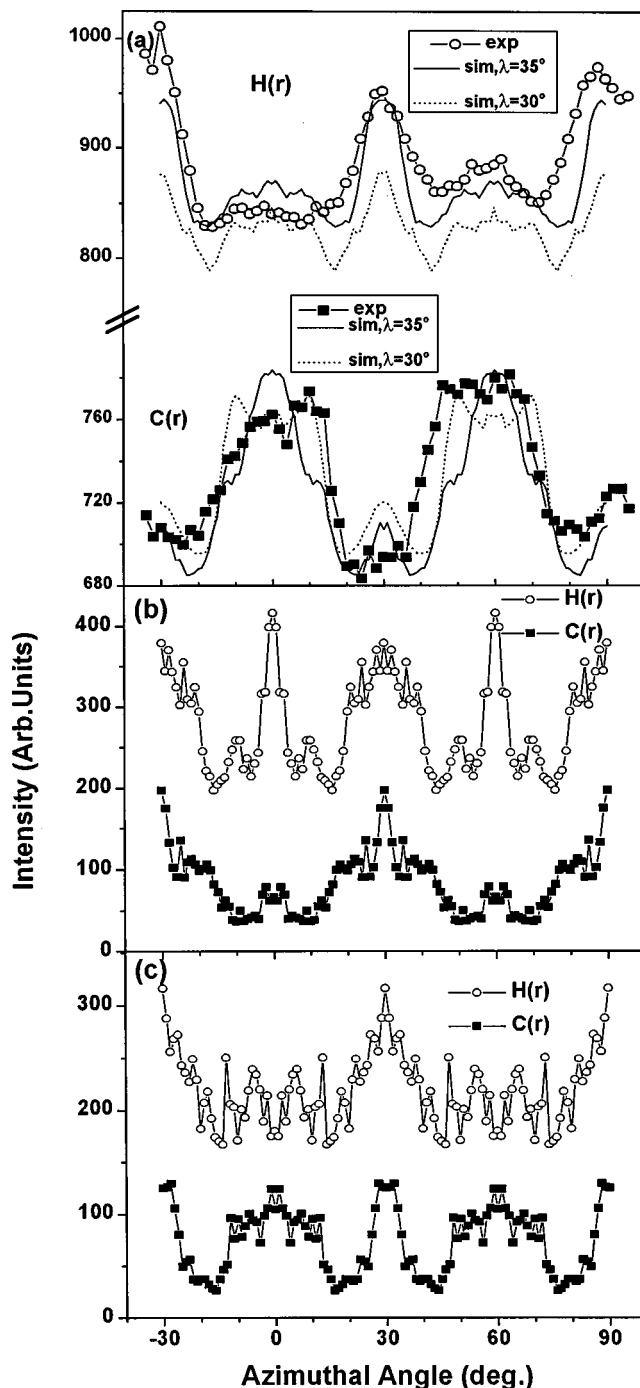 (a)
1000
exp
sim,λ=35°
sim,λ=30°
H(r)
900
800
exp
sim,λ=35°
sim,λ=30°
C(r)
760
720
680
(b)
H(r)
C(r)
400
300
200
100
0
(c)
H(r)
C(r)
300
200
100
0
-30 0 30 60 90
Azimuthal Angle (deg.)
Intensity (Arb.Units)